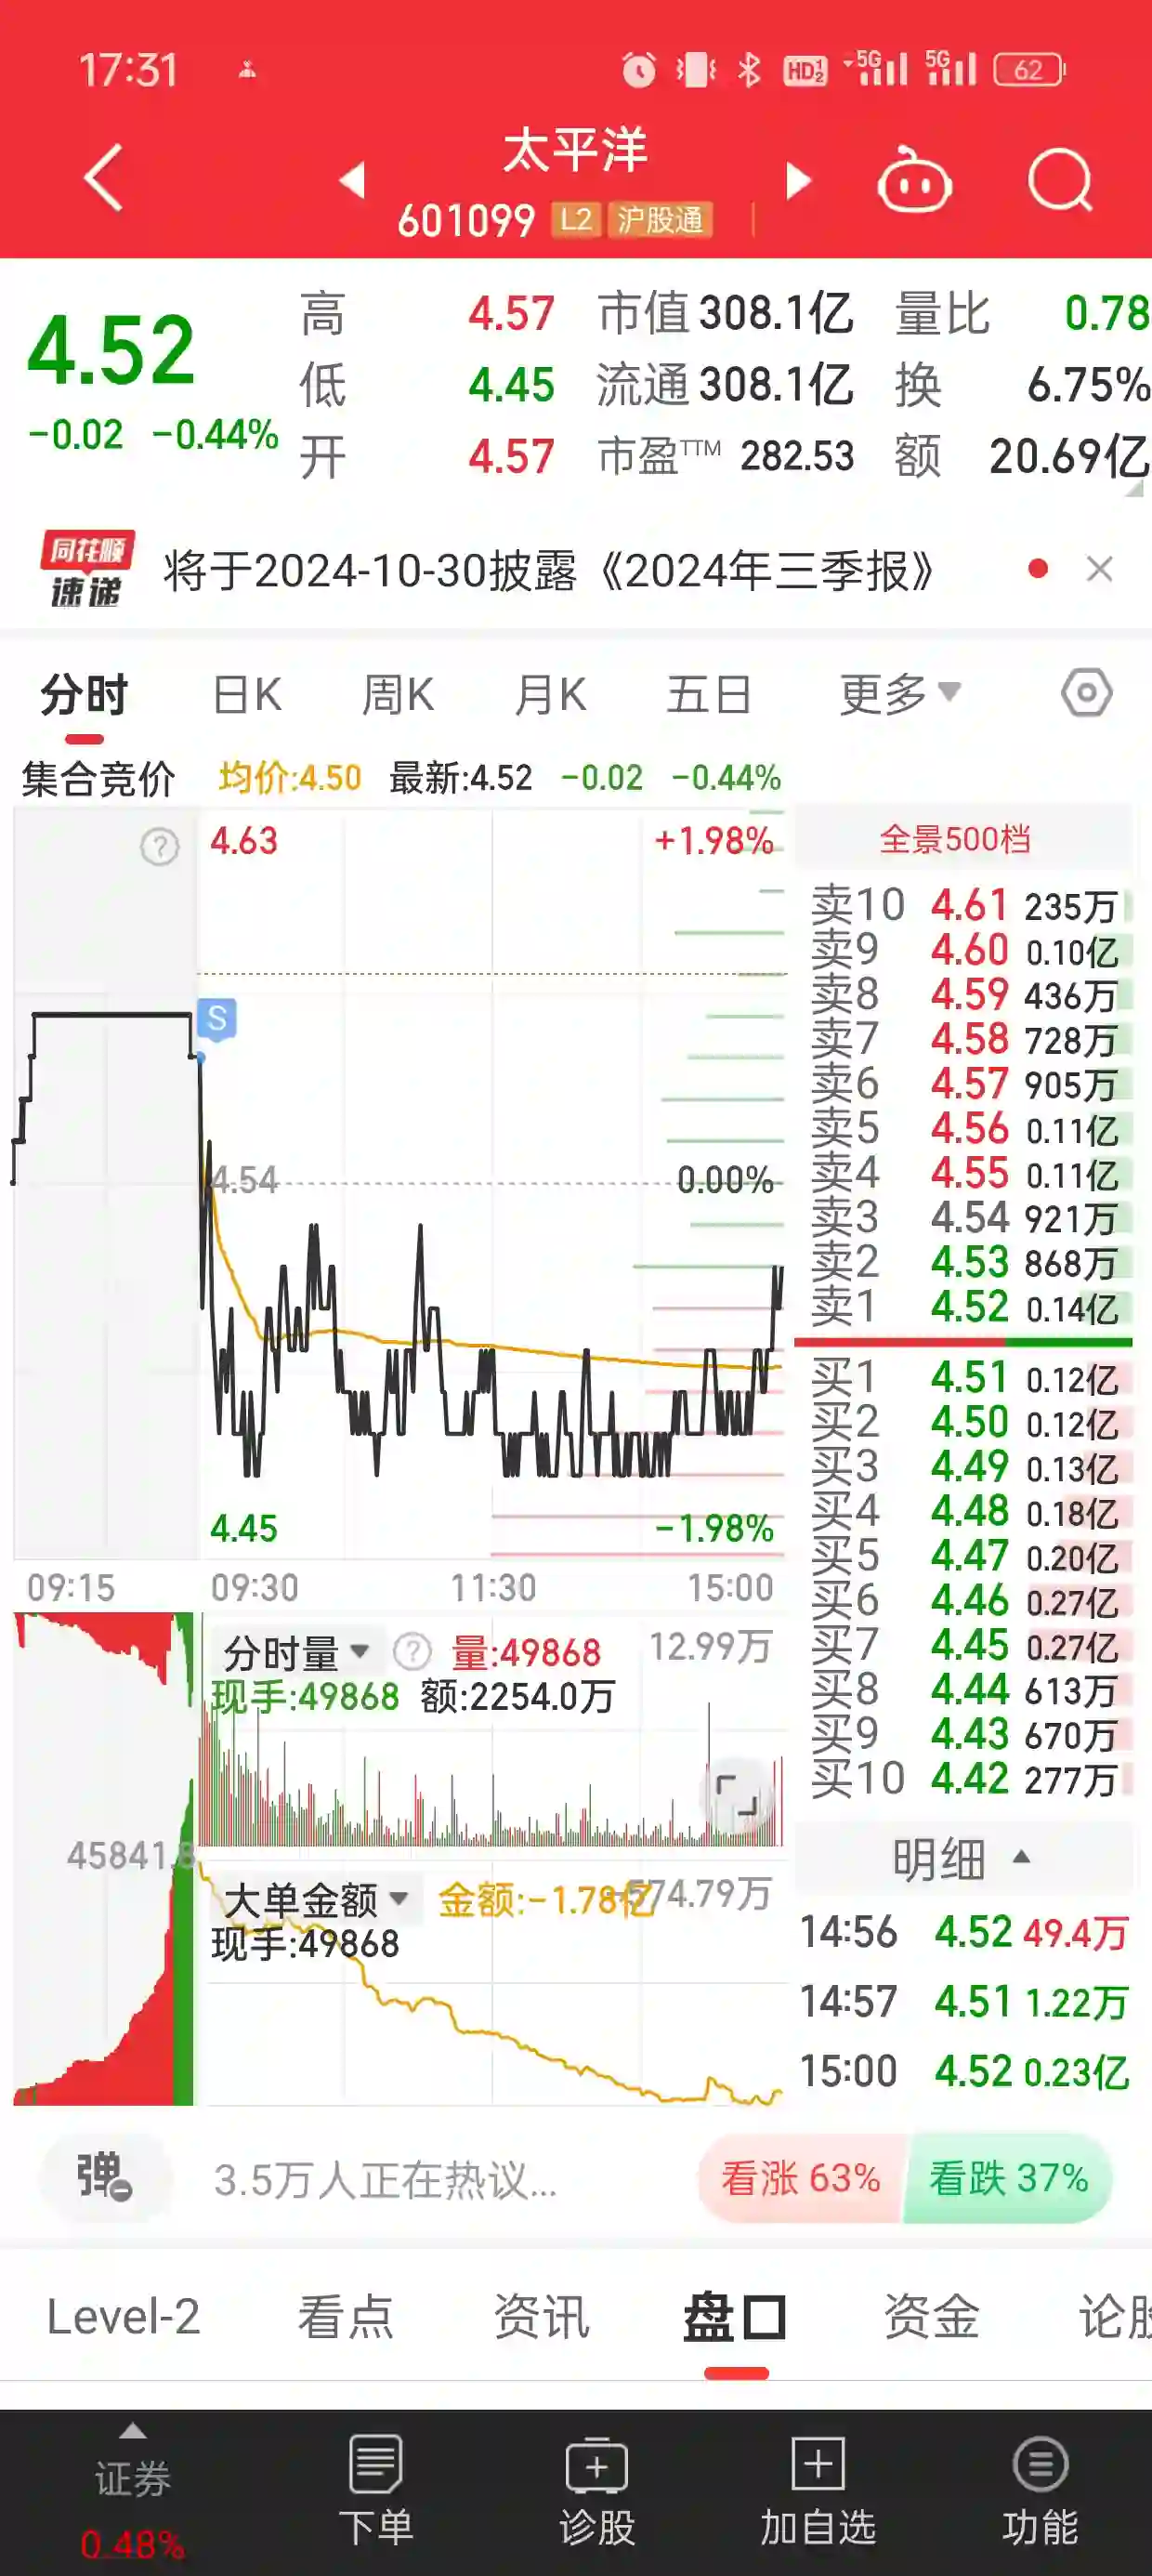 17:31 HD 1 2 5G 5G 62
太平洋
601099 L2 沪股通
4.52
-0.02 -0.44%
高 4.57 市值 308.1亿 量比 0.78
低 4.45 流通 308.1亿 换 6.75%
开 4.57 市盈TTM 282.53 额 20.69亿
同花顺
速递
将于2024-10-30披露《2024年三季报》
分时 日K 周K 月K 五日 更多
集合竞价 均价:4.50 最新:4.52 -0.02 -0.44%
? 4.63 +1.98%
S
4.54 0.00%
4.45 -1.98%
09:15 09:30 11:30 15:00
全景500档
卖10 4.61 235万
卖9 4.60 0.10亿
卖8 4.59 436万
卖7 4.58 728万
卖6 4.57 905万
卖5 4.56 0.11亿
卖4 4.55 0.11亿
卖3 4.54 921万
卖2 4.53 868万
卖1 4.52 0.14亿
买1 4.51 0.12亿
买2 4.50 0.12亿
买3 4.49 0.13亿
买4 4.48 0.18亿
买5 4.47 0.20亿
买6 4.46 0.27亿
买7 4.45 0.27亿
买8 4.44 613万
买9 4.43 670万
买10 4.42 277万
分时量 ? 量:49868 12.99万
现手:49868 额:2254.0万
45841.8
大单金额 金额:-1.78亿 574.79万
现手:49868
明细
14:56 4.52 49.4万
14:57 4.51 1.22万
15:00 4.52 0.23亿
弹 3.5万人正在热议... 看涨 63% 看跌 37%
Level-2 看点 资讯 盘口 资金 论股
证券 下单 诊股 加自选 功能
0.48%